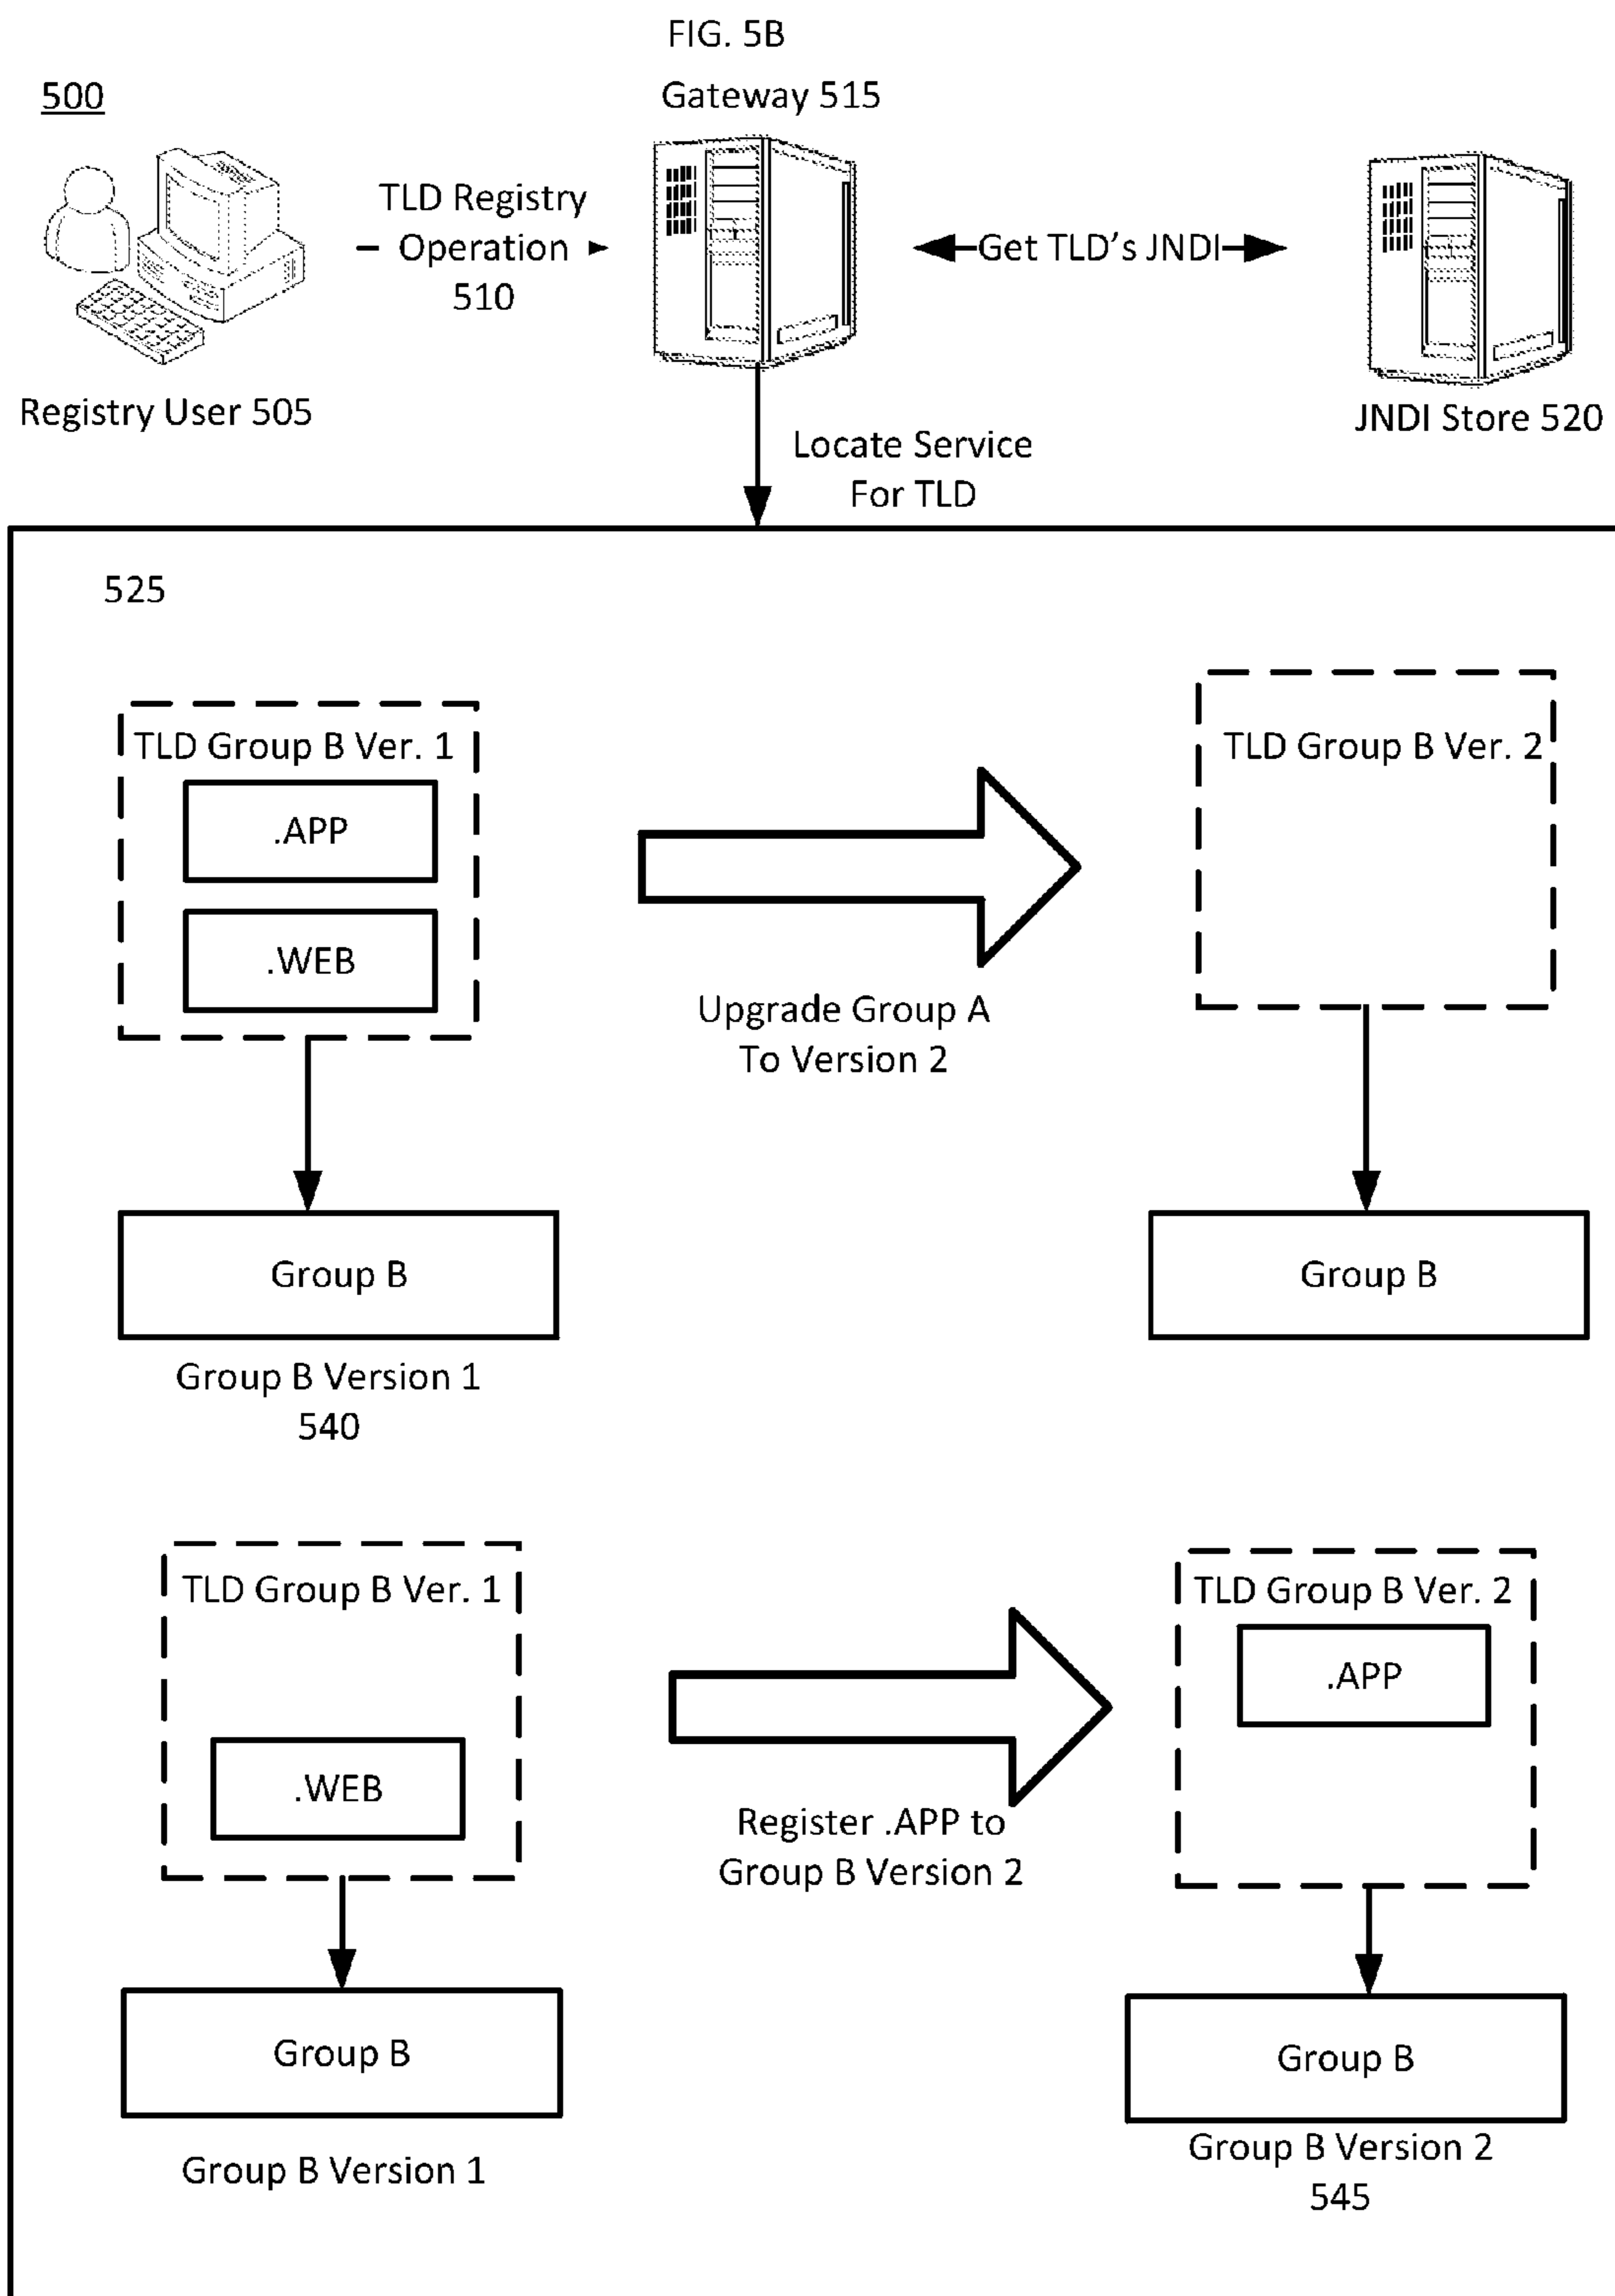 FIG. 5B
500
Gateway 515
TLD Registry
Operation
510
Get TLD's JNDI
Registry User 505
JNDI Store 520
Locate Service
For TLD
525
TLD Group B Ver. 1
.APP
.WEB
Upgrade Group A
To Version 2
TLD Group B Ver. 2
Group B
Group B Version 1
540
Group B
TLD Group B Ver. 1
.WEB
Register .APP to
Group B Version 2
TLD Group B Ver. 2
.APP
Group B
Group B Version 1
Group B
Group B Version 2
545